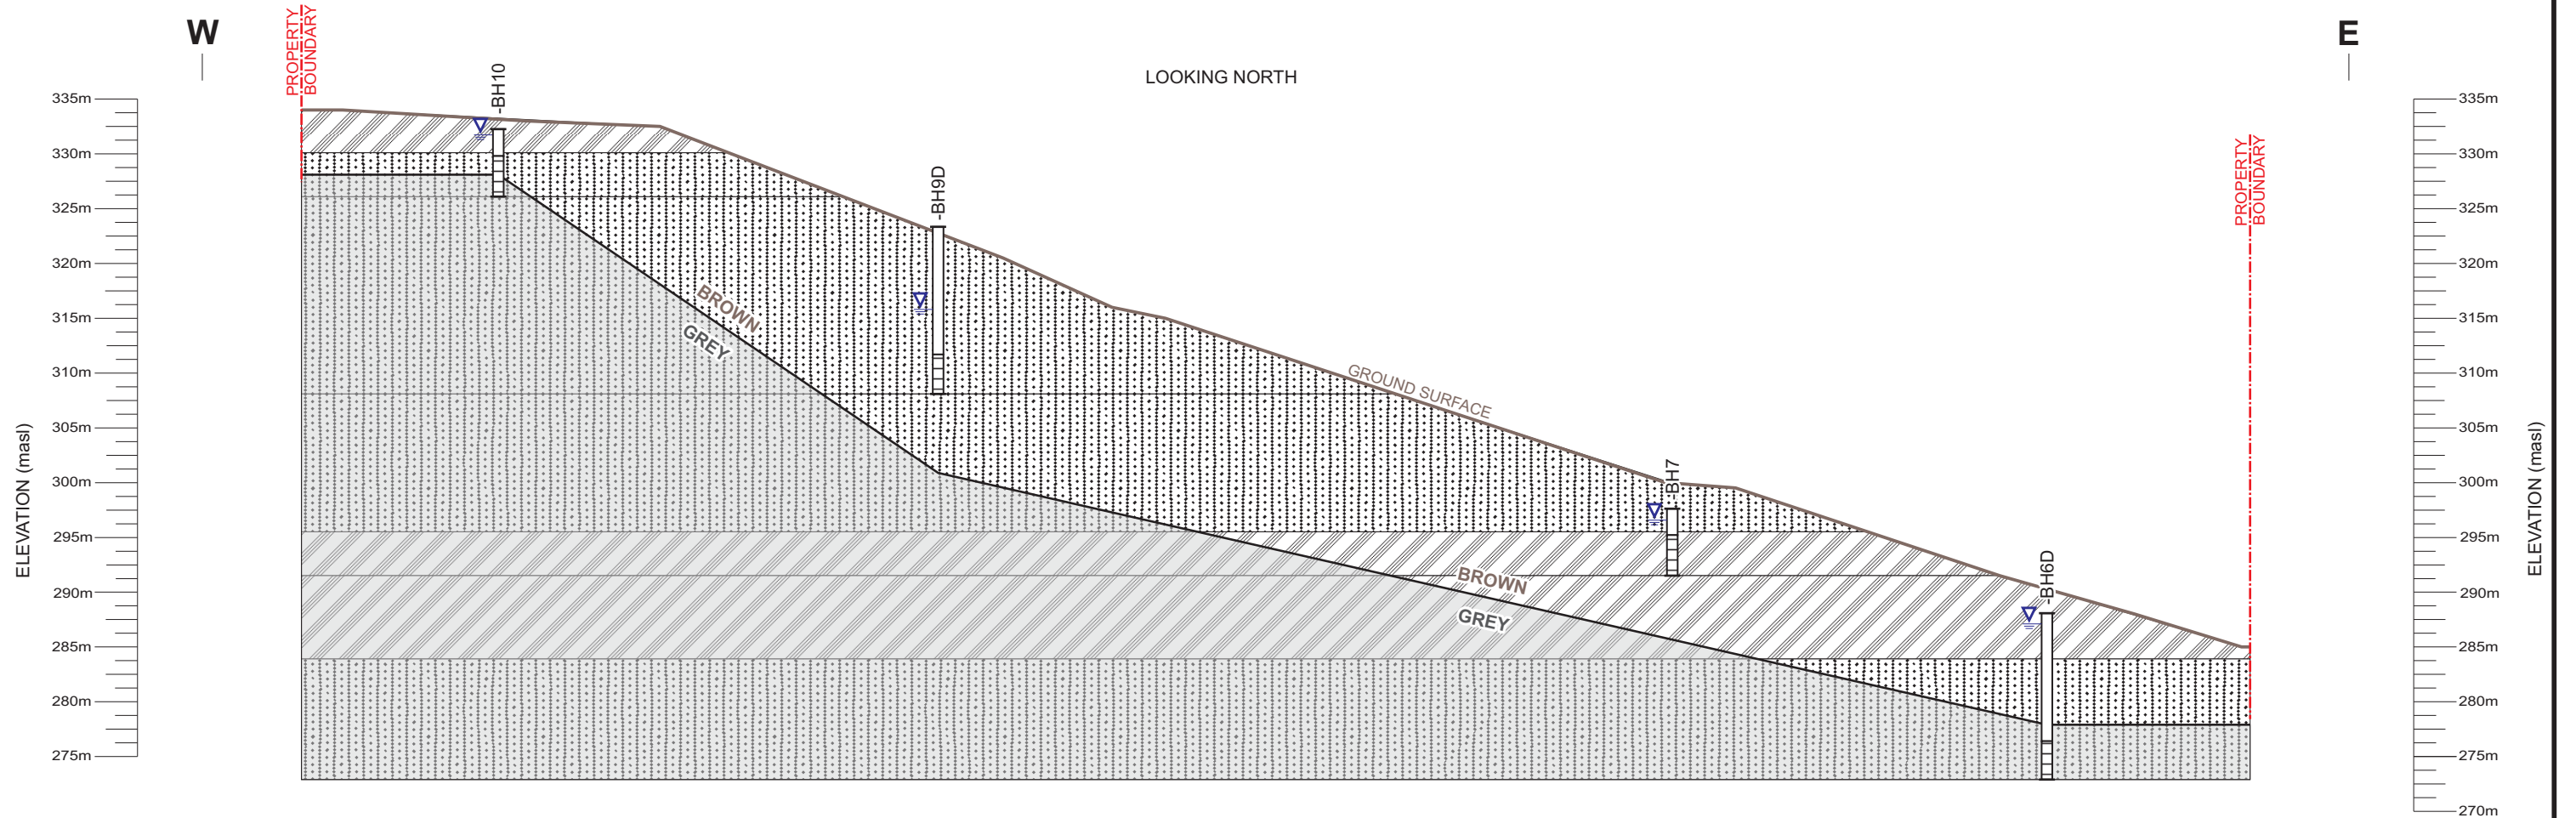 W
E
PROPERTY
BOUNDARY
LOOKING NORTH
-BH10
335m
330m
325m
320m
315m
310m
305m
300m
295m
290m
285m
280m
275m
ELEVATION (masl)
-BH9D
BROWN
GREY
GROUND SURFACE
-BH7
BROWN
GREY
-BH6D
PROPERTY
BOUNDARY
335m
330m
325m
320m
315m
310m
305m
300m
295m
290m
285m
280m
275m
270m
ELEVATION (masl)